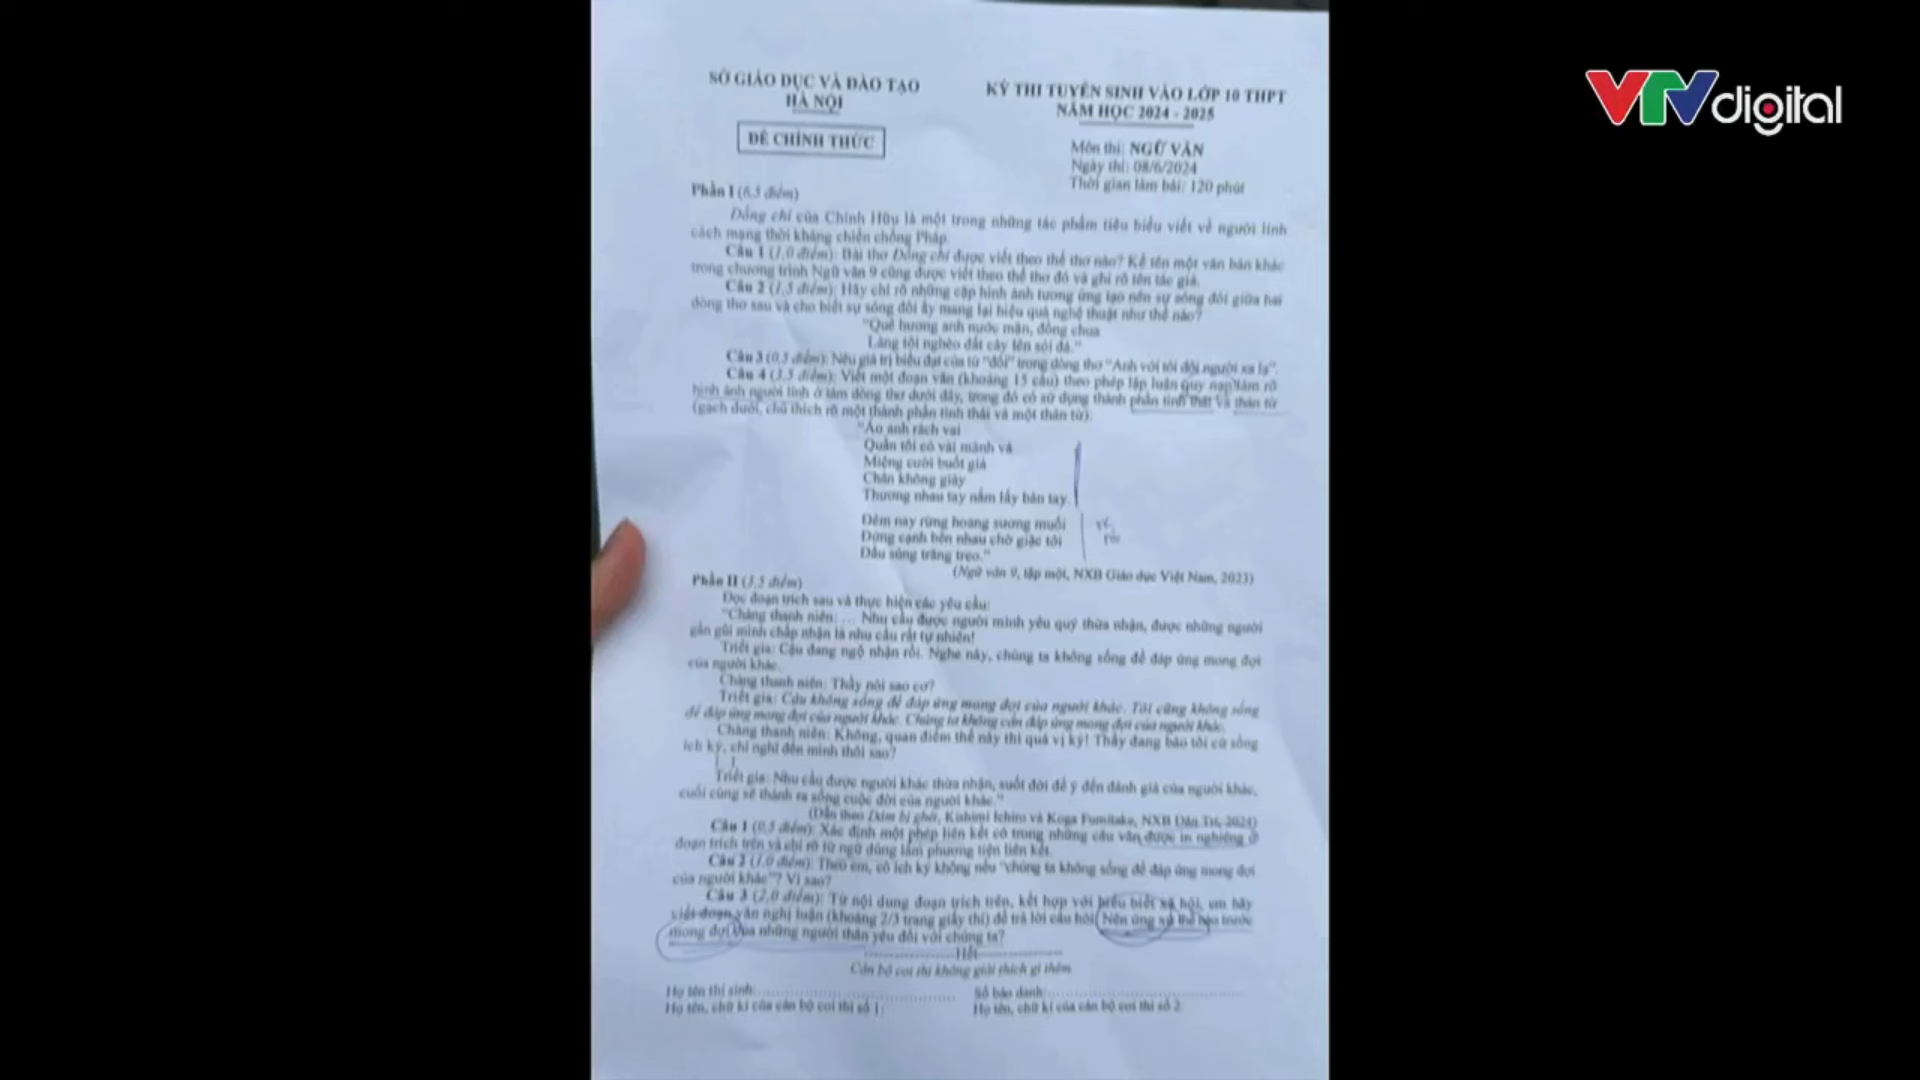 VTV digital
SỞ GIÁO DỤC VÀ ĐÀO TẠO
HÀ NỘI
ĐỀ CHÍNH THỨC
KỲ THI TUYỂN SINH VÀO LỚP 10 THPT
NĂM HỌC 2024 - 2025
Môn thi: NGỮ VĂN
Ngày thi: 08/6/2024
Thời gian làm bài: 120 phút
Phần I (6,5 điểm)
Đồng chí của Chính Hữu là một trong những tác phẩm tiêu biểu viết về người lính
cách mạng thời kháng chiến chống Pháp.
Câu 1 (1,0 điểm): Bài thơ Đồng chí được viết theo thể thơ nào? Kể tên một văn bản khác
trong chương trình Ngữ văn 9 cũng được viết theo thể thơ đó và ghi rõ tên tác giả.
Câu 2 (1,5 điểm): Hãy chỉ rõ những cặp hình ảnh tương ứng tạo nên sự sóng đôi giữa hai
dòng thơ sau và cho biết sự sóng đôi ấy mang lại hiệu quả nghệ thuật như thế nào?
"Quê hương anh nước mặn, đồng chua
Làng tôi nghèo đất cày lên sỏi đá."
Câu 3 (0,5 điểm): Nêu giá trị biểu đạt của từ "đôi" trong dòng thơ "Anh với tôi đôi người xa lạ".
Câu 4 (3,5 điểm): Viết một đoạn văn (khoảng 15 câu) theo phép lập luận quy nạp làm rõ
hình ảnh người lính ở tám dòng thơ dưới đây, trong đó có sử dụng thành phần tình thái và thán từ
(gạch dưới, chú thích rõ một thành phần tình thái và một thán từ):
"Áo anh rách vai
Quần tôi có vài mảnh vá
Miệng cười buốt giá
Chân không giày
Thương nhau tay nắm lấy bàn tay.
Đêm nay rừng hoang sương muối
Đứng cạnh bên nhau chờ giặc tới
Đầu súng trăng treo."
(Ngữ văn 9, tập một, NXB Giáo dục Việt Nam, 2023)
Phần II (3,5 điểm)
Đọc đoạn trích sau và thực hiện các yêu cầu:
"Chàng thanh niên: ... Nhu cầu được người mình yêu quý thừa nhận, được những người
gần gũi mình chấp nhận là nhu cầu rất tự nhiên!
Triết gia: Cậu đang ngộ nhận rồi. Nghe này, chúng ta không sống để đáp ứng mong đợi
của người khác.
Chàng thanh niên: Thầy nói sao cơ?
Triết gia: Cậu không sống để đáp ứng mong đợi của người khác. Tôi cũng không sống
để đáp ứng mong đợi của người khác. Chúng ta không cần đáp ứng mong đợi của người khác.
Chàng thanh niên: Không, quan điểm thế này thì quá vị kỷ! Thầy đang bảo tôi cứ sống
ích kỷ, chỉ nghĩ đến mình thôi sao?
[...]
Triết gia: Nhu cầu được người khác thừa nhận, suốt đời để ý đến đánh giá của người khác,
cuối cùng sẽ thành ra sống cuộc đời của người khác."
(Dẫn theo Dám bị ghét, Kishimi Ichiro và Koga Fumitake, NXB Dân Trí, 2024)
Câu 1 (0,5 điểm): Xác định một phép liên kết có trong những câu văn được in nghiêng ở
đoạn trích trên và chỉ rõ từ ngữ dùng làm phương tiện liên kết.
Câu 2 (1,0 điểm): Theo em, có ích kỷ không nếu "chúng ta không sống để đáp ứng mong đợi
của người khác"? Vì sao?
Câu 3 (2,0 điểm): Từ nội dung đoạn trích trên, kết hợp với hiểu biết xã hội, em hãy
viết đoạn văn nghị luận (khoảng 2/3 trang giấy thi) để trả lời câu hỏi: Nên ứng xử thế nào trước
mong đợi của những người thân yêu đối với chúng ta?
Hết
Cán bộ coi thi không giải thích gì thêm
Họ tên thí sinh: Số báo danh:
Họ tên, chữ kí của cán bộ coi thi số 1: Họ tên, chữ kí của cán bộ coi thi số 2: